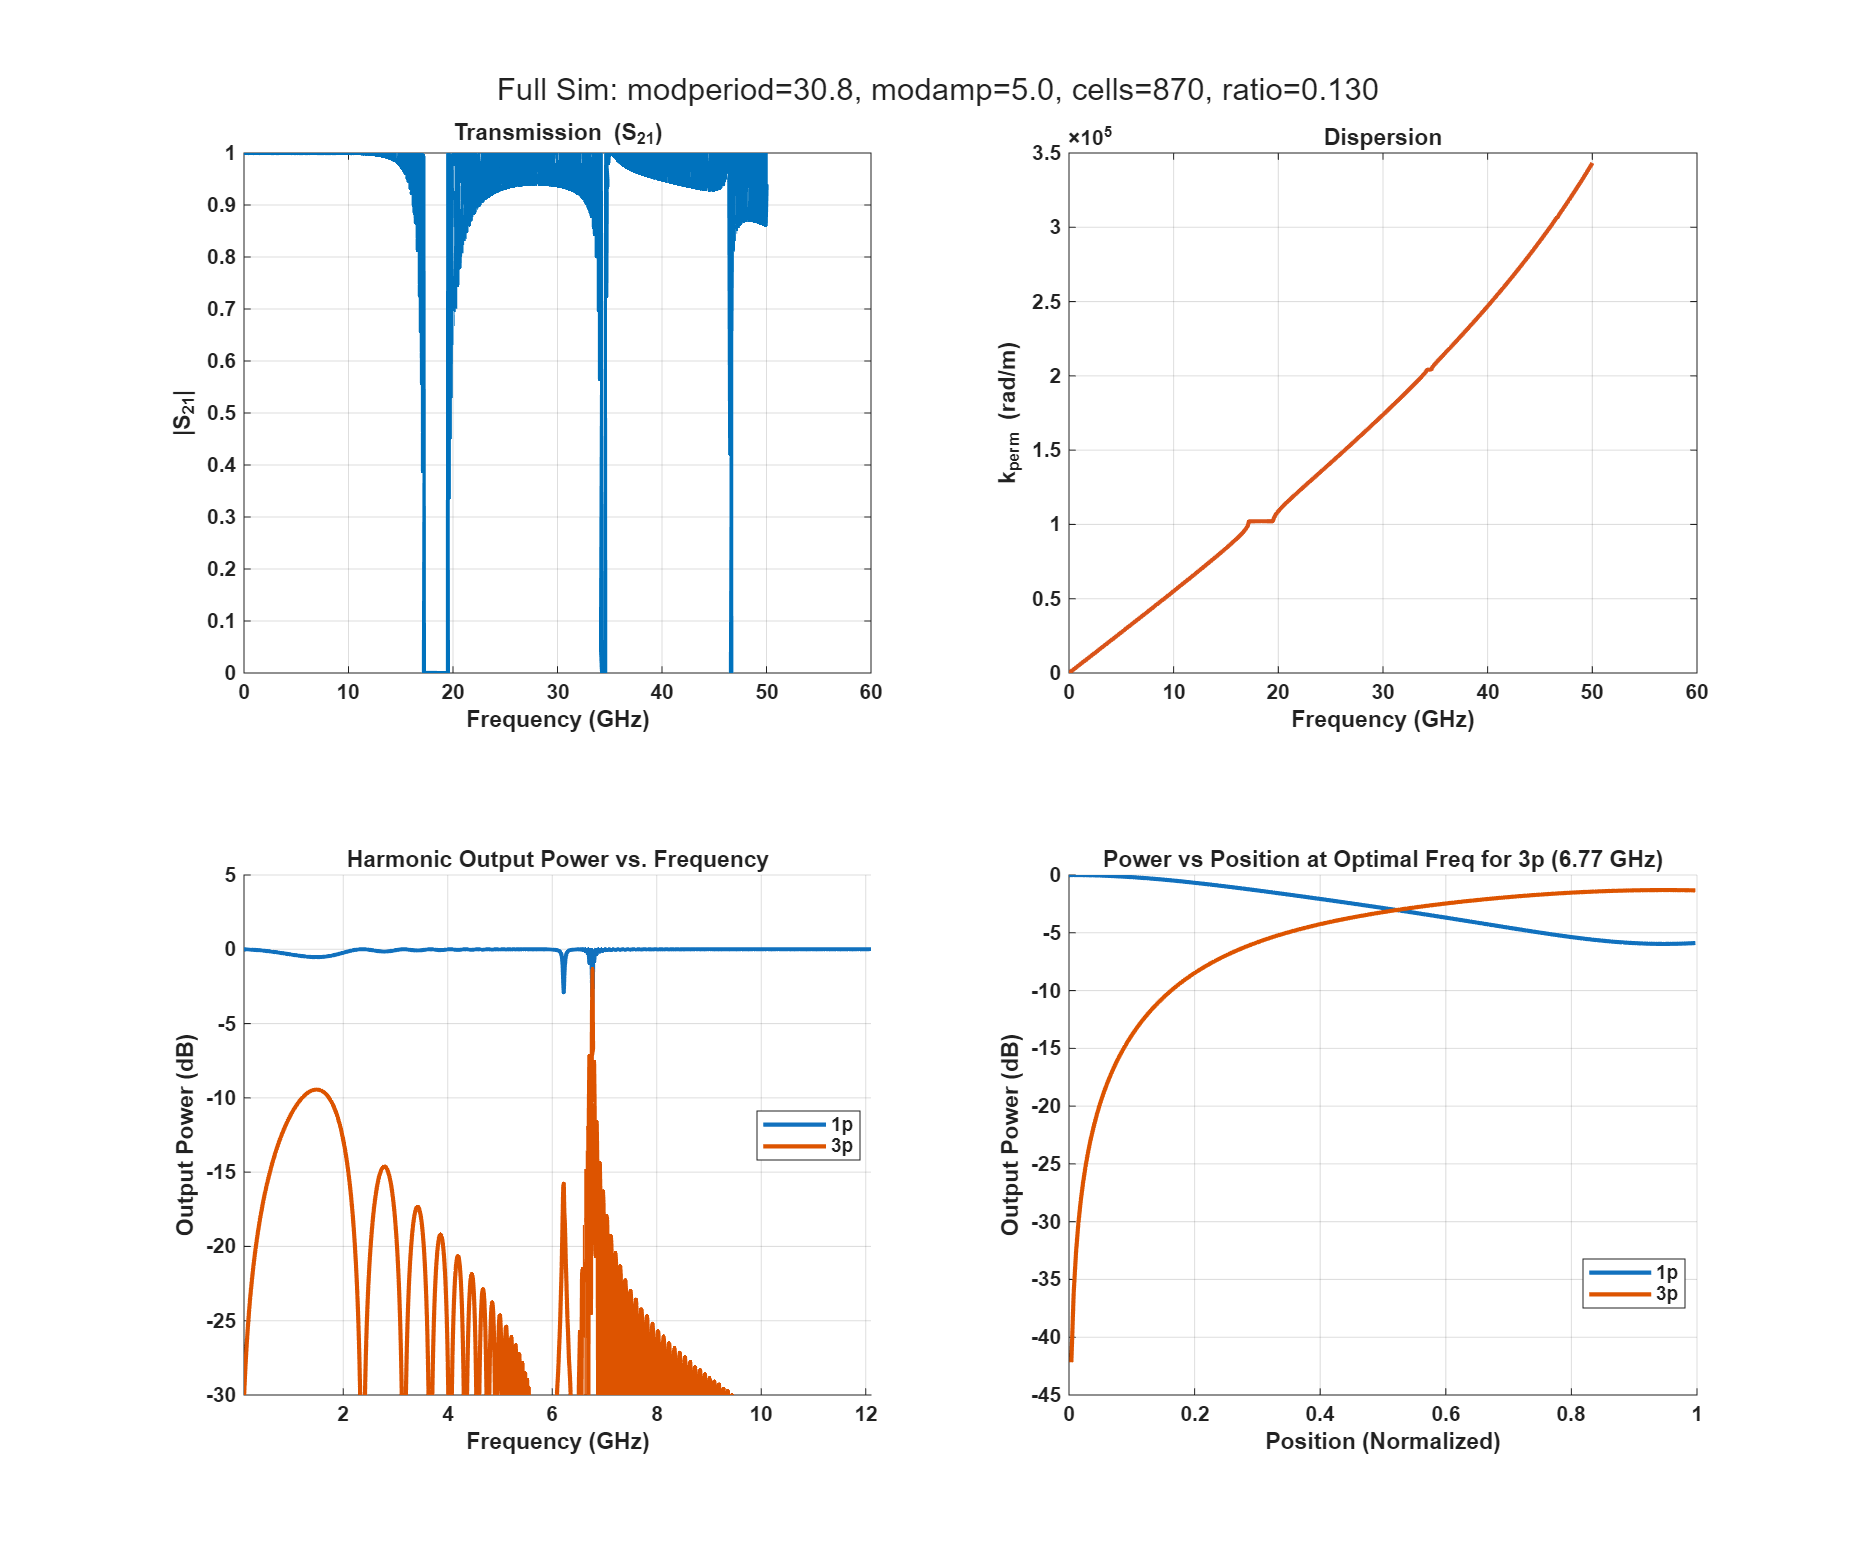 Full Sim: modperiod=30.8, modamp=5.0, cells=870, ratio=0.130
Transmission (S21)
1
0.9
0.8
0.7
0.6
0.5
0.4
0.3
0.2
0.1
0
|S21|
0 10 20 30 40 50 60
Frequency (GHz)
×10^5
Dispersion
3.5
3
2.5
2
1.5
1
0.5
0
kperm (rad/m)
0 10 20 30 40 50 60
Frequency (GHz)
Harmonic Output Power vs. Frequency
5
0
-5
-10
-15
-20
-25
-30
Output Power (dB)
1p
3p
2 4 6 8 10 12
Frequency (GHz)
Power vs Position at Optimal Freq for 3p (6.77 GHz)
0
-5
-10
-15
-20
-25
-30
-35
-40
-45
Output Power (dB)
1p
3p
0 0.2 0.4 0.6 0.8 1
Position (Normalized)